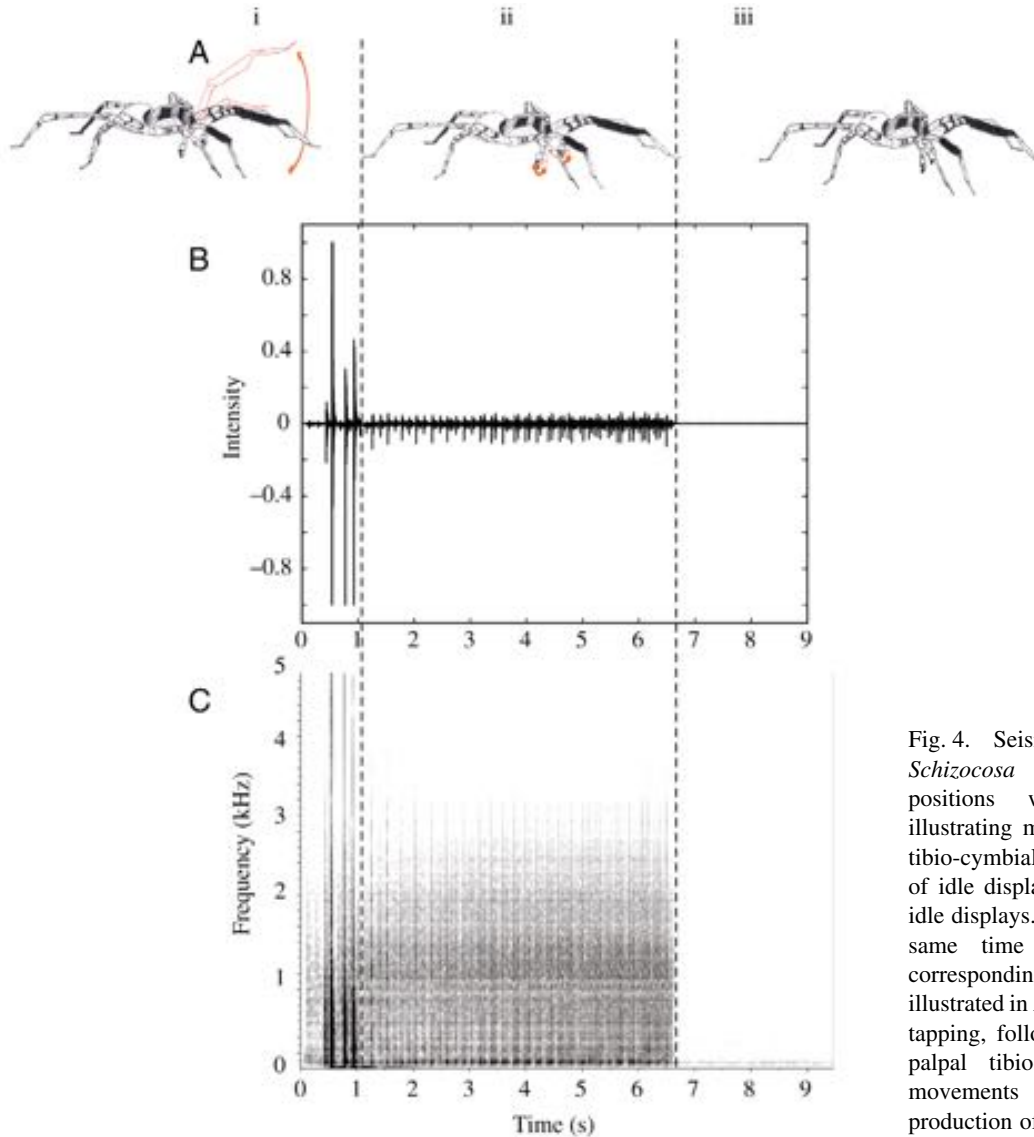 i ii iii
A
B
0.8
0.4
0
–0.4
–0.8
Intensity
0 1 2 3 4 5 6 7 8 9
C
5
4
3
2
1
0
Frequency (kHz)
0 1 2 3 4 5 6 7 8 9
Time (s)
Fig. 4. Seis
Schizocosa
positions w
illustrating m
tibio-cymbial
of idle displa
idle displays.
same time
correspondin
illustrated in
tapping, follo
palpal tibio
movements
production of